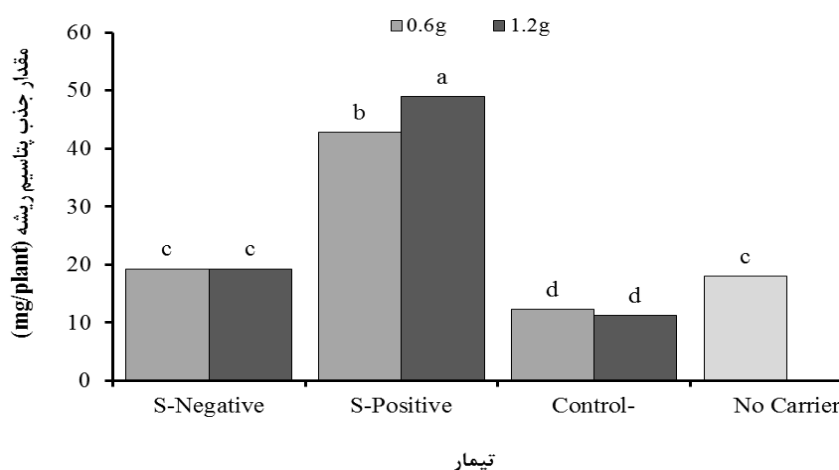 0.6g 1.2g
60
50
40
30
20
10
0
مقدار جذب پتاسیم ریشه (mg/plant)
c c b a d d c
S-Negative S-Positive Control- No Carrier
تیمار